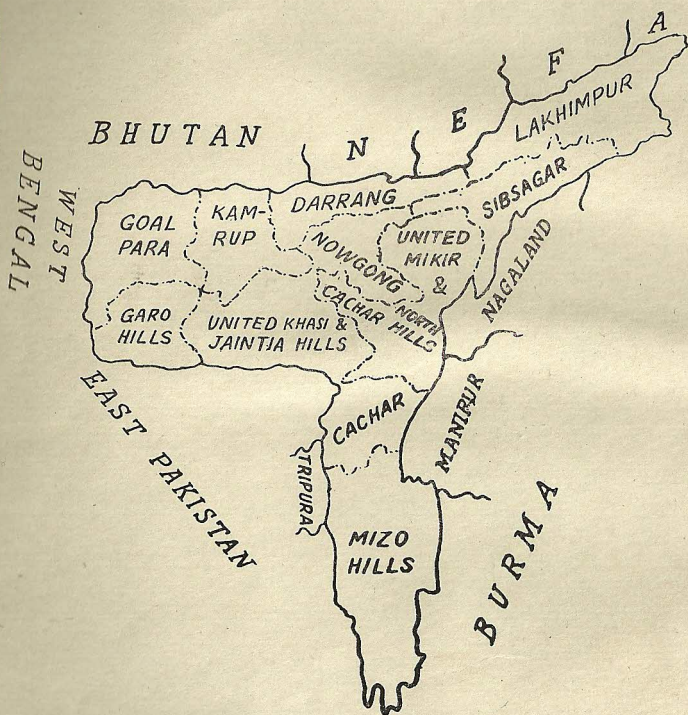 BHUTAN
N E F A
WEST
BENGAL
LAKHIMPUR
SIBSAGAR
DARRANG
GOAL
PARA
KAM-
RUP
NOWGONG
UNITED
MIKIR
&
NORTH
CACHAR HILLS
NAGALAND
GARO
HILLS
UNITED KHASI &
JAINTIA HILLS
EAST PAKISTAN
CACHAR
MANIPUR
TRIPURA
MIZO
HILLS
BURMA